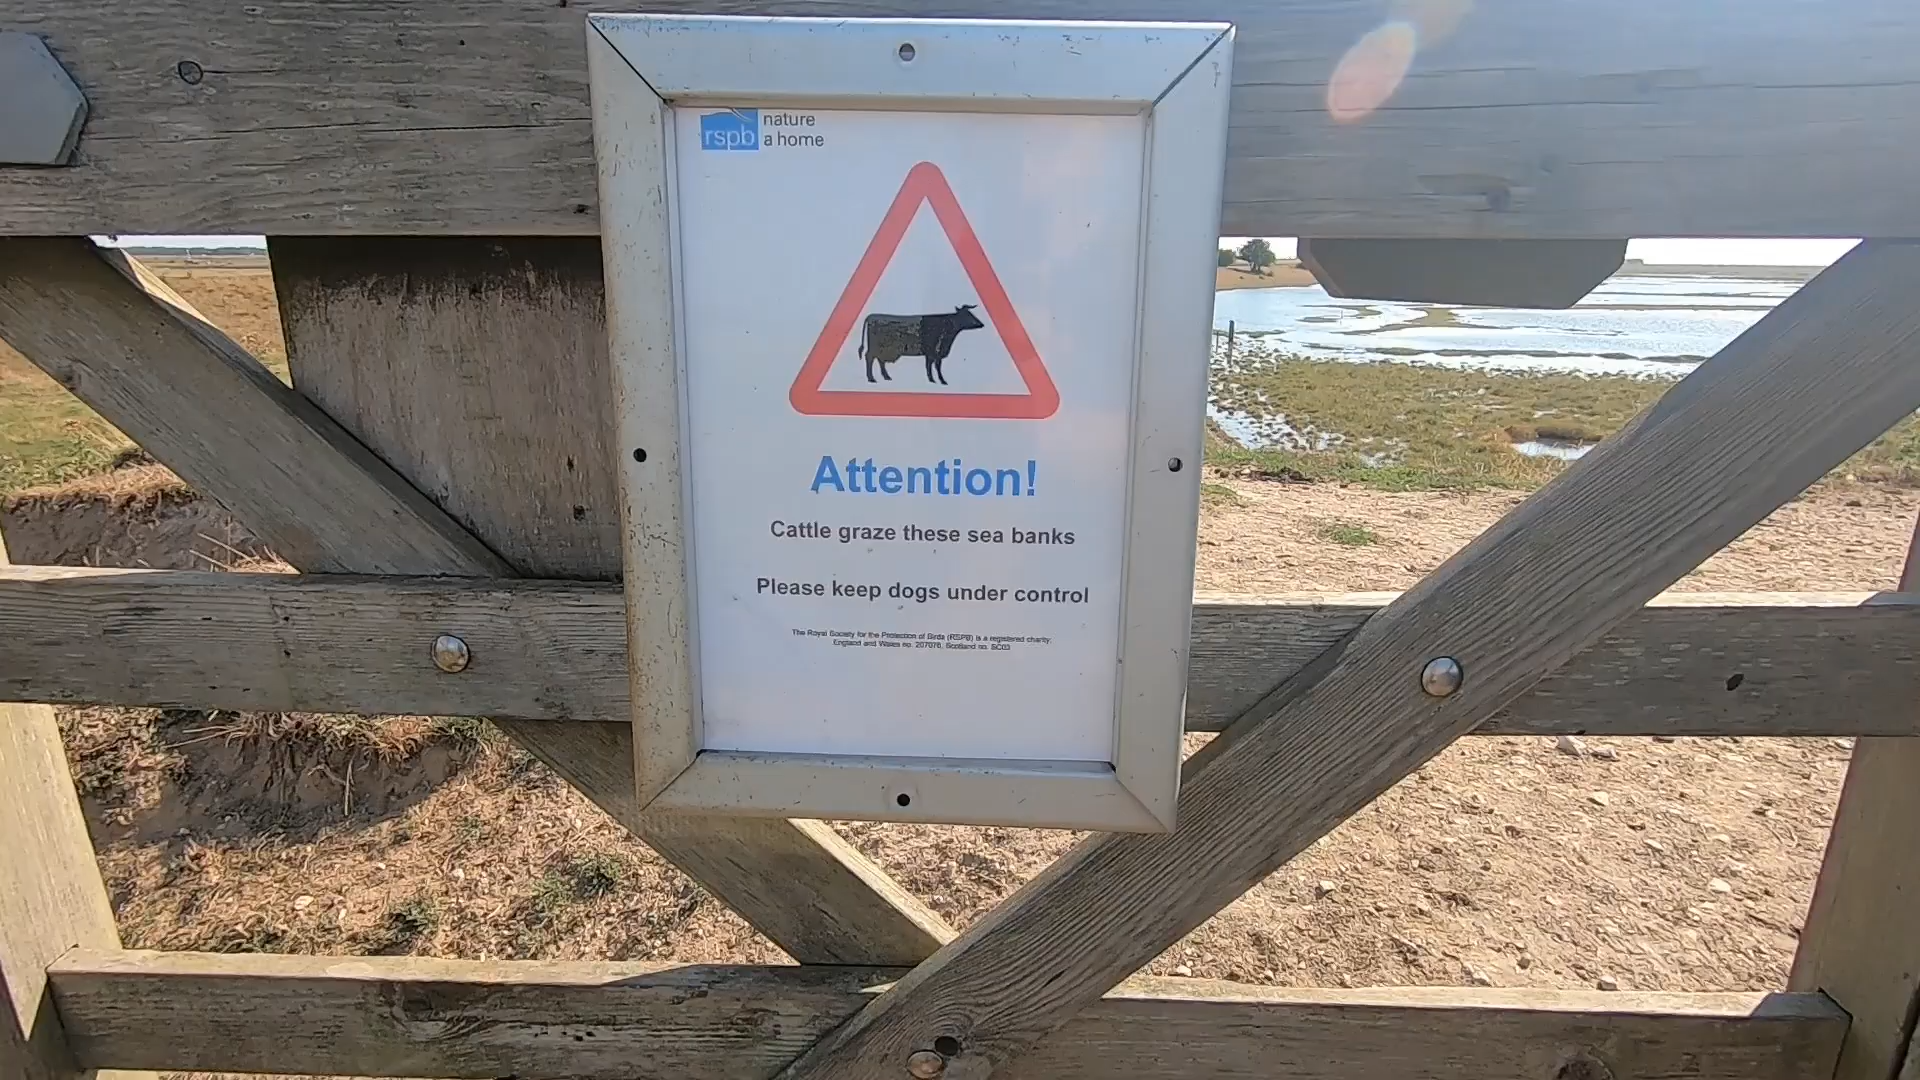 rspb
nature
a home
Attention!
Cattle graze these sea banks
Please keep dogs under control
The Royal Society for the Protection of Birds (RSPB) is a registered charity:
England and Wales no. 207076, Scotland no. SC03